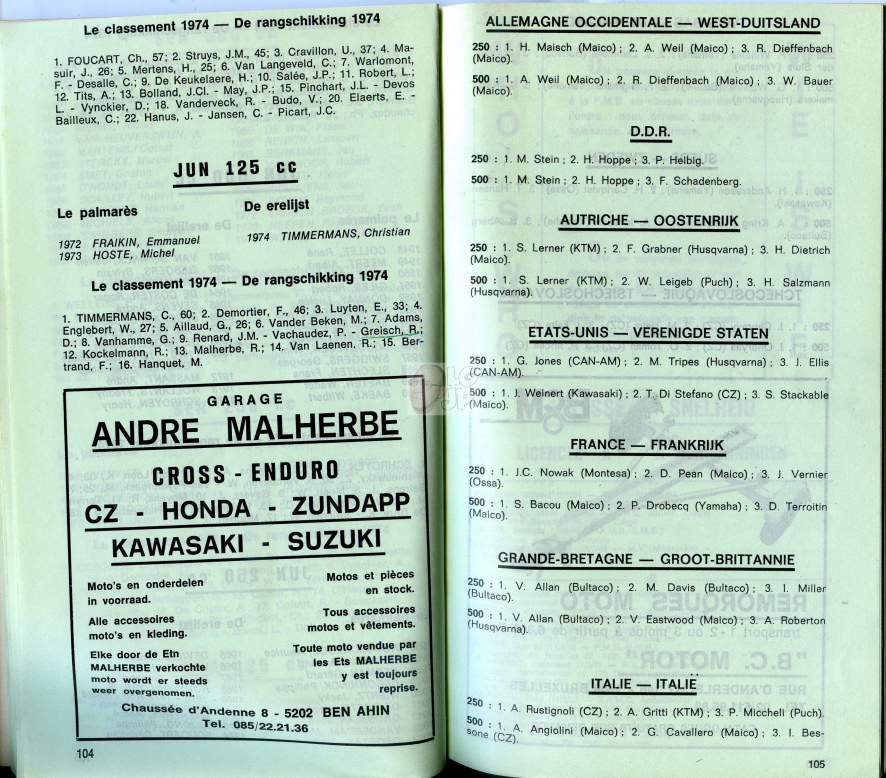 Le classement 1974 — De rangschikking 1974
1. FOUCART, Ch., 57; 2. Struys, J.M., 45; 3. Cravillon, U., 37; 4. Ma-
suir, J., 26; 5. Mertens, H., 25; 6. Van Langeveld, C.; 7. Warlomont,
F. - Desalle, C.; 9. De Keukelaere, H.; 10. Salée, J.P.; 11. Robert, L.;
12. Tits, A.; 13. Bolland, J.Cl. - May, J.P.; 15. Pinchart, J.L. - Devos
L. - Vynckier, D.; 18. Vanderveck, R. - Budo, V.; 20. Elaerts, E. -
Bailleux, C.; 22. Hanus, J. - Jansen, C. - Picart, J.C.
JUN 125 cc
Le palmarès
De erelijst
1972 FRAIKIN, Emmanuel
1973 HOSTE, Michel
1974 TIMMERMANS, Christian
Le classement 1974 — De rangschikking 1974
1. TIMMERMANS, C., 60; 2. Demortier, F., 46; 3. Luyten, E., 33; 4.
Englebert, W., 27; 5. Aillaud, G., 26; 6. Vander Beken, M.; 7. Adams,
D.; 8. Vanhamme, G.; 9. Renard, J.M. - Vachaudez, P. - Greisch, R.;
12. Kockelmann, R.; 13. Malherbe, R.; 14. Van Laenen, R.; 15. Ber-
trand, F.; 16. Hanquet, M.
GARAGE
ANDRE MALHERBE
CROSS - ENDURO
CZ - HONDA - ZUNDAPP
KAWASAKI - SUZUKI
Moto's en onderdelen
in voorraad.
Alle accessoires
moto's en kleding.
Elke door de Etn
MALHERBE verkochte
moto wordt er steeds
weer overgenomen.
Motos et pièces
en stock.
Tous accessoires
motos et vêtements.
Toute moto vendue par
les Ets MALHERBE
y est toujours
reprise.
Chaussée d'Andenne 8 - 5202 BEN AHIN
Tel. 085/22.21.36
104
ALLEMAGNE OCCIDENTALE — WEST-DUITSLAND
250 : 1. H. Maisch (Maico) ; 2. A. Weil (Maico) ; 3. R. Dieffenbach
(Maico).
500 : 1. A. Weil (Maico) ; 2. R. Dieffenbach (Maico) ; 3. W. Bauer
(Maico).
D.D.R.
250 : 1. M. Stein ; 2. H. Hoppe ; 3. P. Helbig.
500 : 1. M. Stein ; 2. H. Hoppe ; 3. F. Schadenberg.
AUTRICHE — OOSTENRIJK
250 : 1. S. Lerner (KTM) ; 2. F. Grabner (Husqvarna) ; 3. H. Dietrich
(Maico).
500 : 1. S. Lerner (KTM) ; 2. W. Leigeb (Puch) ; 3. H. Salzmann
(Husqvarna).
ETATS-UNIS — VERENIGDE STATEN
250 : 1. G. Jones (CAN-AM) ; 2. M. Tripes (Husqvarna) ; 3. J. Ellis
(CAN-AM).
500 : 1. J. Weinert (Kawasaki) ; 2. T. Di Stefano (CZ) ; 3. S. Stackable
(Maico).
FRANCE — FRANKRIJK
250 : 1. J.C. Nowak (Montesa) ; 2. D. Pean (Maico) ; 3. J. Vernier
(Ossa).
500 : 1. S. Bacou (Maico) ; 2. P. Drobecq (Yamaha) ; 3. D. Terroitin
(Maico).
GRANDE-BRETAGNE — GROOT-BRITTANNIE
250 : 1. V. Allan (Bultaco) ; 2. M. Davis (Bultaco) ; 3. I. Miller
(Bultaco).
500 : 1. V. Allan (Bultaco) ; 2. V. Eastwood (Maico) ; 3. A. Roberton
(Husqvarna).
ITALIE — ITALIË
250 : 1. A. Rustignoli (CZ) ; 2. A. Gritti (KTM) ; 3. P. Micchell (Puch).
500 : 1. A. Angiolini (Maico) ; 2. G. Cavallero (Maico) ; 3. I. Bes-
sone (CZ).
105